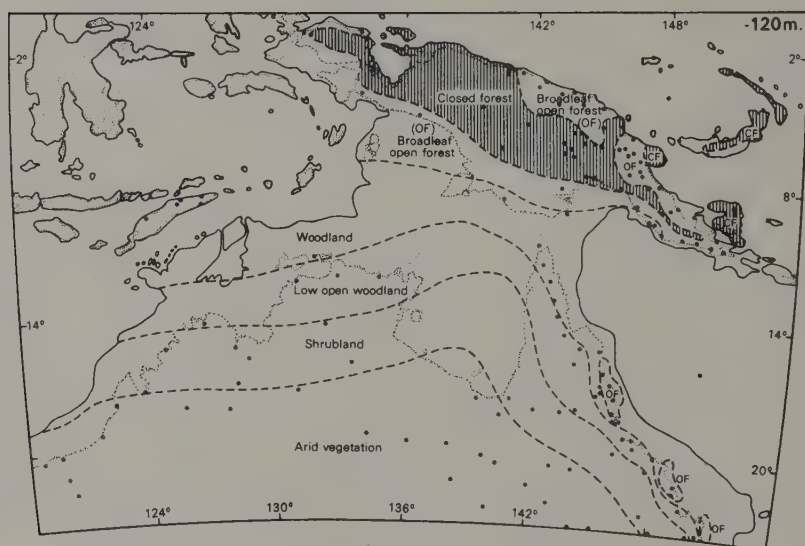 124°
142°
148°
-120m.
2°
2°
Closed forest
Broadleaf
open forest
(OF)
(OF)
Broadleaf
open forest
CF
CF
OF
8°
CF
Woodland
Low open woodland
14°
14°
Shrubland
OF
Arid vegetation
20°
OF
OF
124°
130°
136°
142°